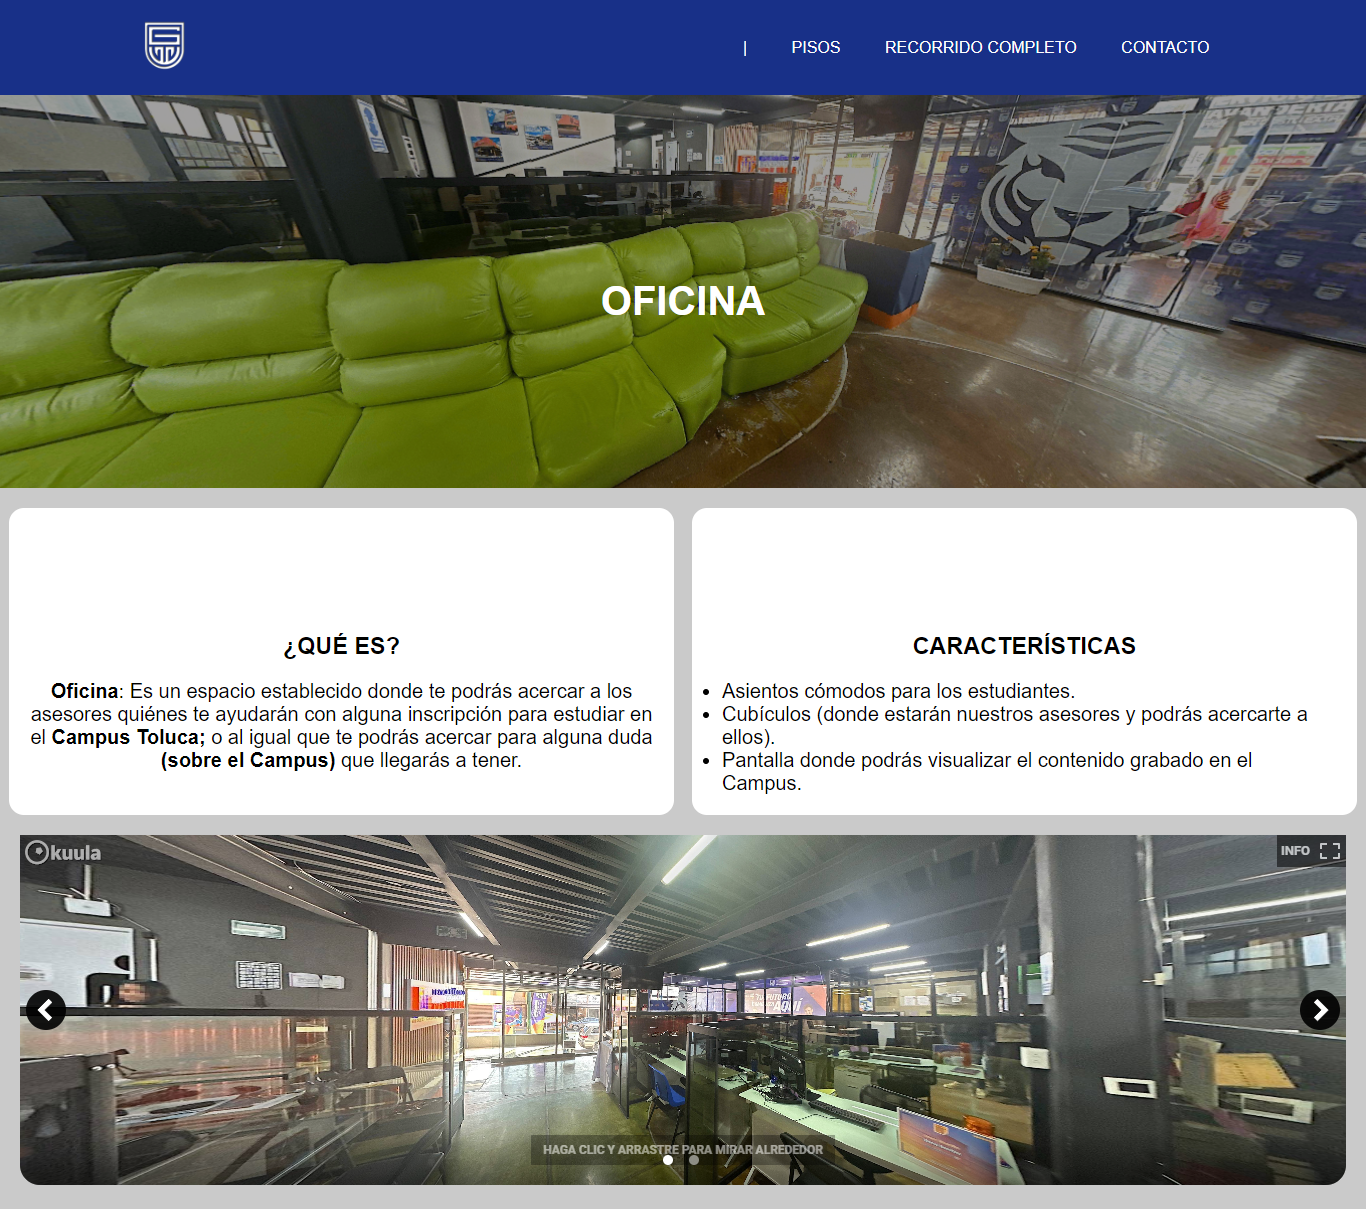 |
PISOS
RECORRIDO COMPLETO
CONTACTO
OFICINA
¿QUÉ ES?
Oficina: Es un espacio establecido donde te podrás acercar a los
asesores quiénes te ayudarán con alguna inscripción para estudiar en
el Campus Toluca; o al igual que te podrás acercar para alguna duda
(sobre el Campus) que llegarás a tener.
CARACTERÍSTICAS
• Asientos cómodos para los estudiantes.
• Cubículos (donde estarán nuestros asesores y podrás acercarte a
ellos).
• Pantalla donde podrás visualizar el contenido grabado en el
Campus.
kuula
INFO
TU FUTURO
AQUÍ
HAGA CLIC Y ARRASTRE PARA MIRAR ALREDEDOR